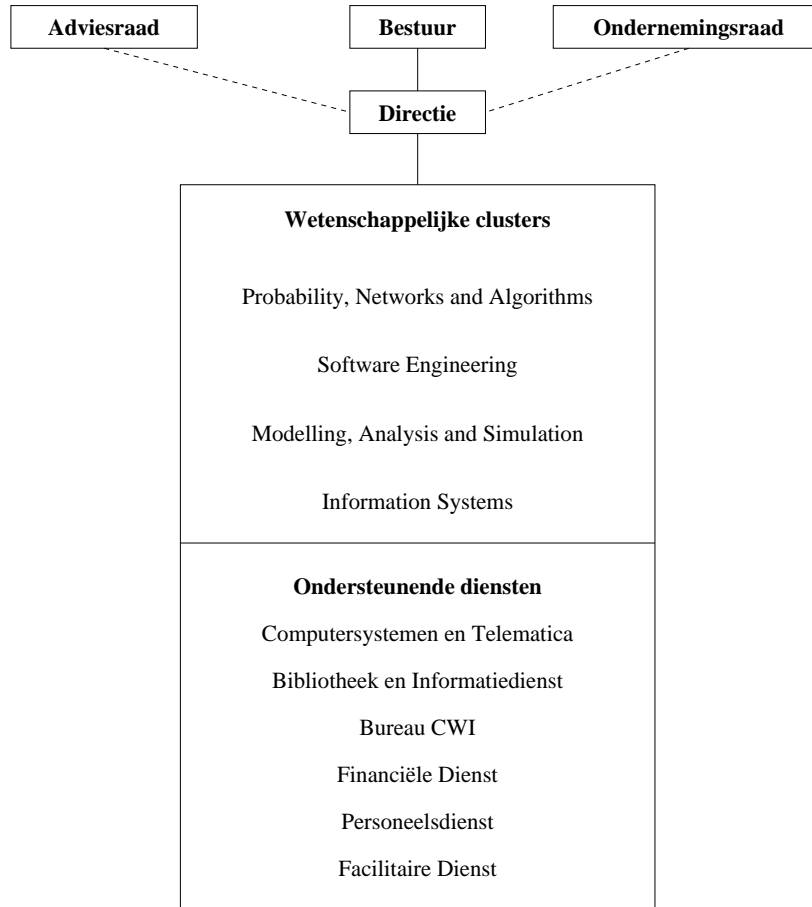 Adviesraad
Bestuur
Ondernemingsraad
Directie
Wetenschappelijke clusters
Probability, Networks and Algorithms
Software Engineering
Modelling, Analysis and Simulation
Information Systems
Ondersteunende diensten
Computersystemen en Telematica
Bibliotheek en Informatiedienst
Bureau CWI
Financiële Dienst
Personeelsdienst
Facilitaire Dienst